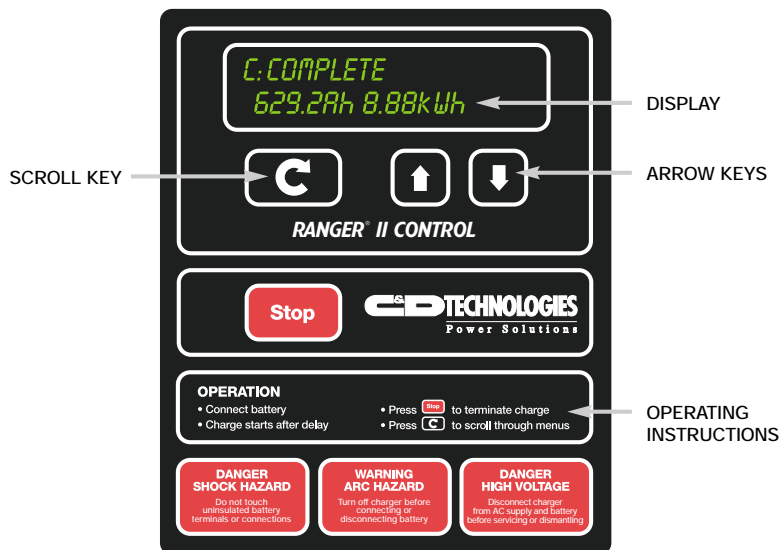 C:COMPLETE
629.2Ah 8.88kWh
DISPLAY
SCROLL KEY
C
ARROW KEYS
RANGER® II CONTROL
Stop
C&D TECHNOLOGIES
Power Solutions
OPERATION
• Connect battery
• Charge starts after delay
• Press Stop to terminate charge
• Press C to scroll through menus
OPERATING
INSTRUCTIONS
DANGER
SHOCK HAZARD
Do not touch
uninsulated battery
terminals or connections
WARNING
ARC HAZARD
Turn off charger before
connecting or
disconnecting battery
DANGER
HIGH VOLTAGE
Disconnect charger
from AC supply and battery
before servicing or dismantling